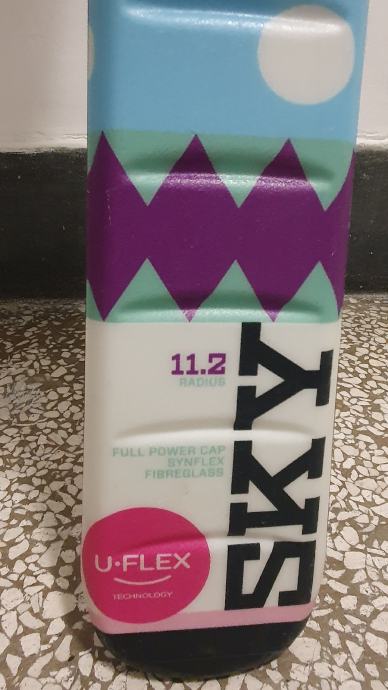 11.2
RADIUS
FULL POWER CAP
SYNFLEX
FIBREGLASS
SKY
U•FLEX
TECHNOLOGY